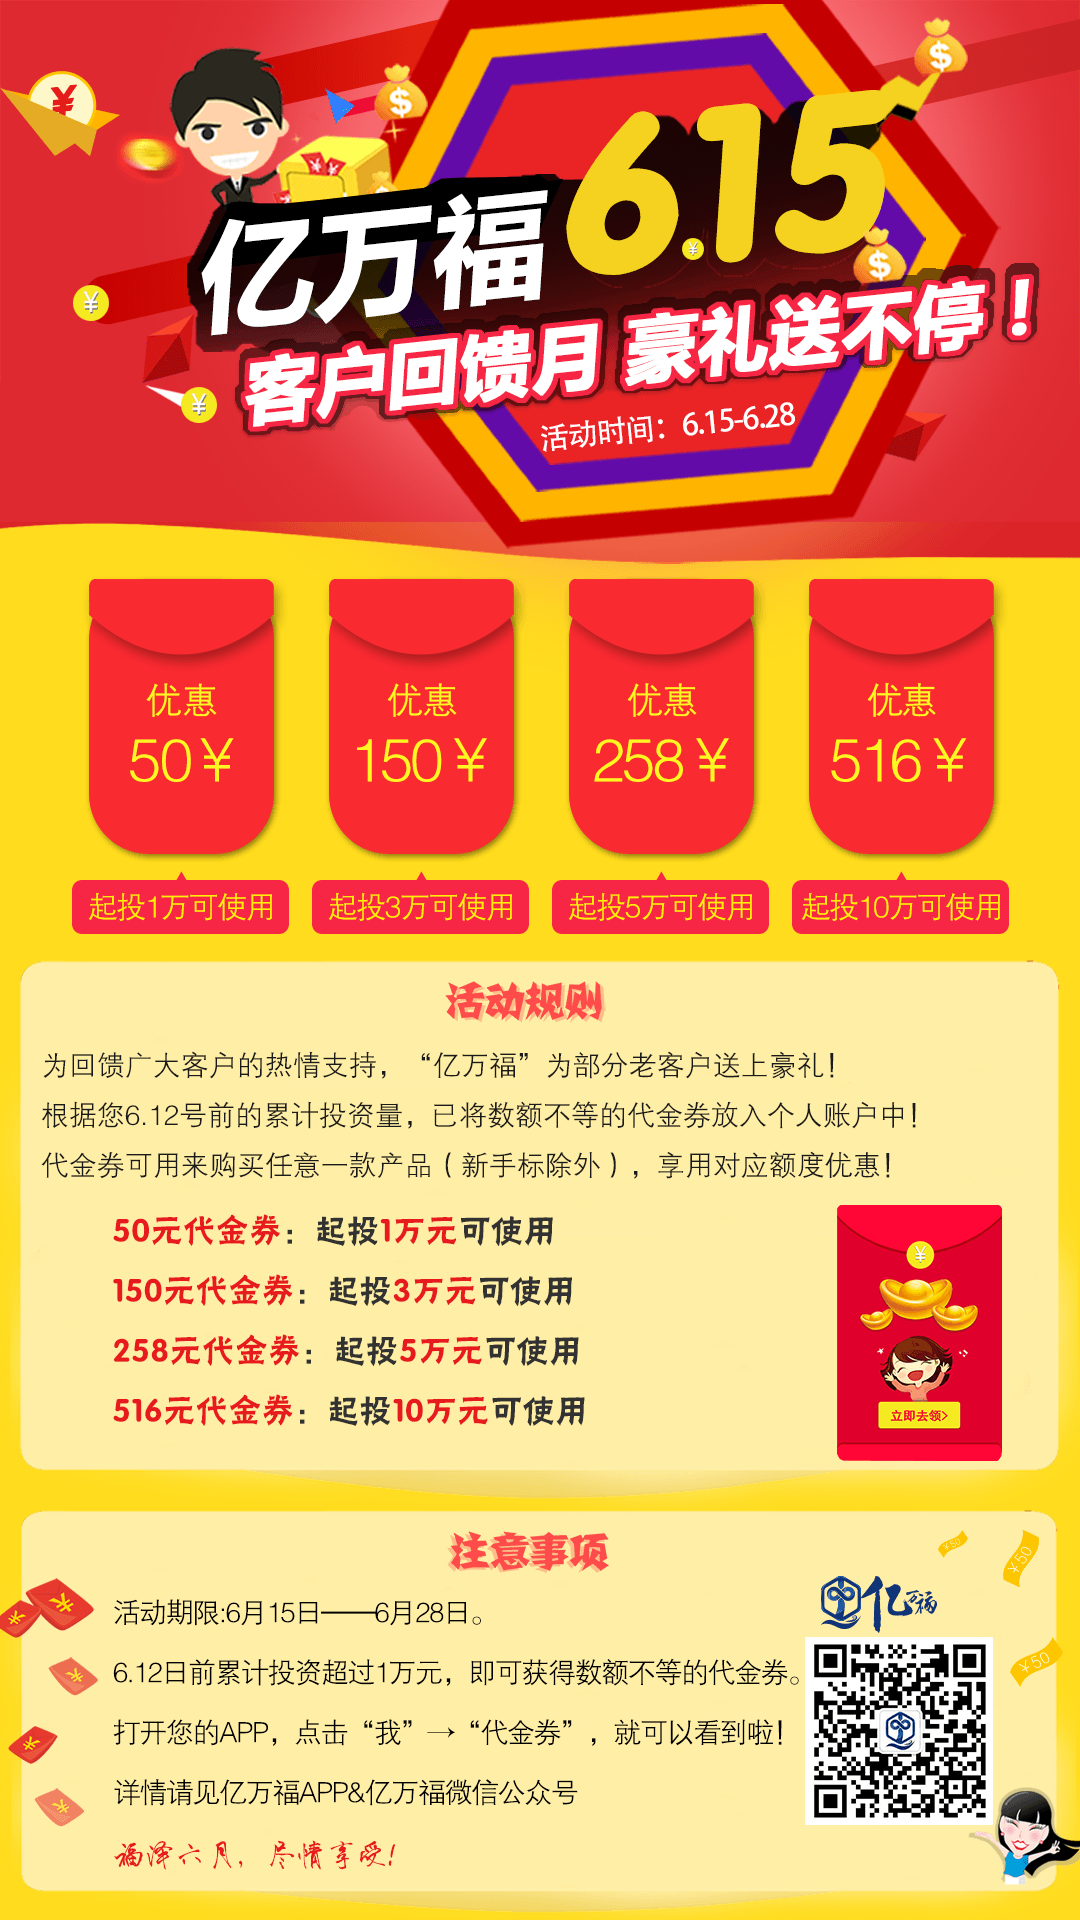 亿万福 6.15
客户回馈月 豪礼送不停！
活动时间：6.15-6.28
优惠 优惠 优惠 优惠
50￥ 150￥ 258￥ 516￥
起投1万可使用 起投3万可使用 起投5万可使用 起投10万可使用
活动规则
为回馈广大客户的热情支持，“亿万福”为部分老客户送上豪礼！
根据您6.12号前的累计投资量，已将数额不等的代金券放入个人账户中！
代金券可用来购买任意一款产品（新手标除外），享用对应额度优惠！
50元代金券：起投1万元可使用
150元代金券：起投3万元可使用
258元代金券：起投5万元可使用
516元代金券：起投10万元可使用
立即去领>
注意事项
活动期限:6月15日——6月28日。
6.12日前累计投资超过1万元，即可获得数额不等的代金券。
打开您的APP，点击“我”→“代金券”，就可以看到啦！
详情请见亿万福APP&亿万福微信公众号
福泽六月，尽情享受!
亿万福
￥50
￥50
￥50